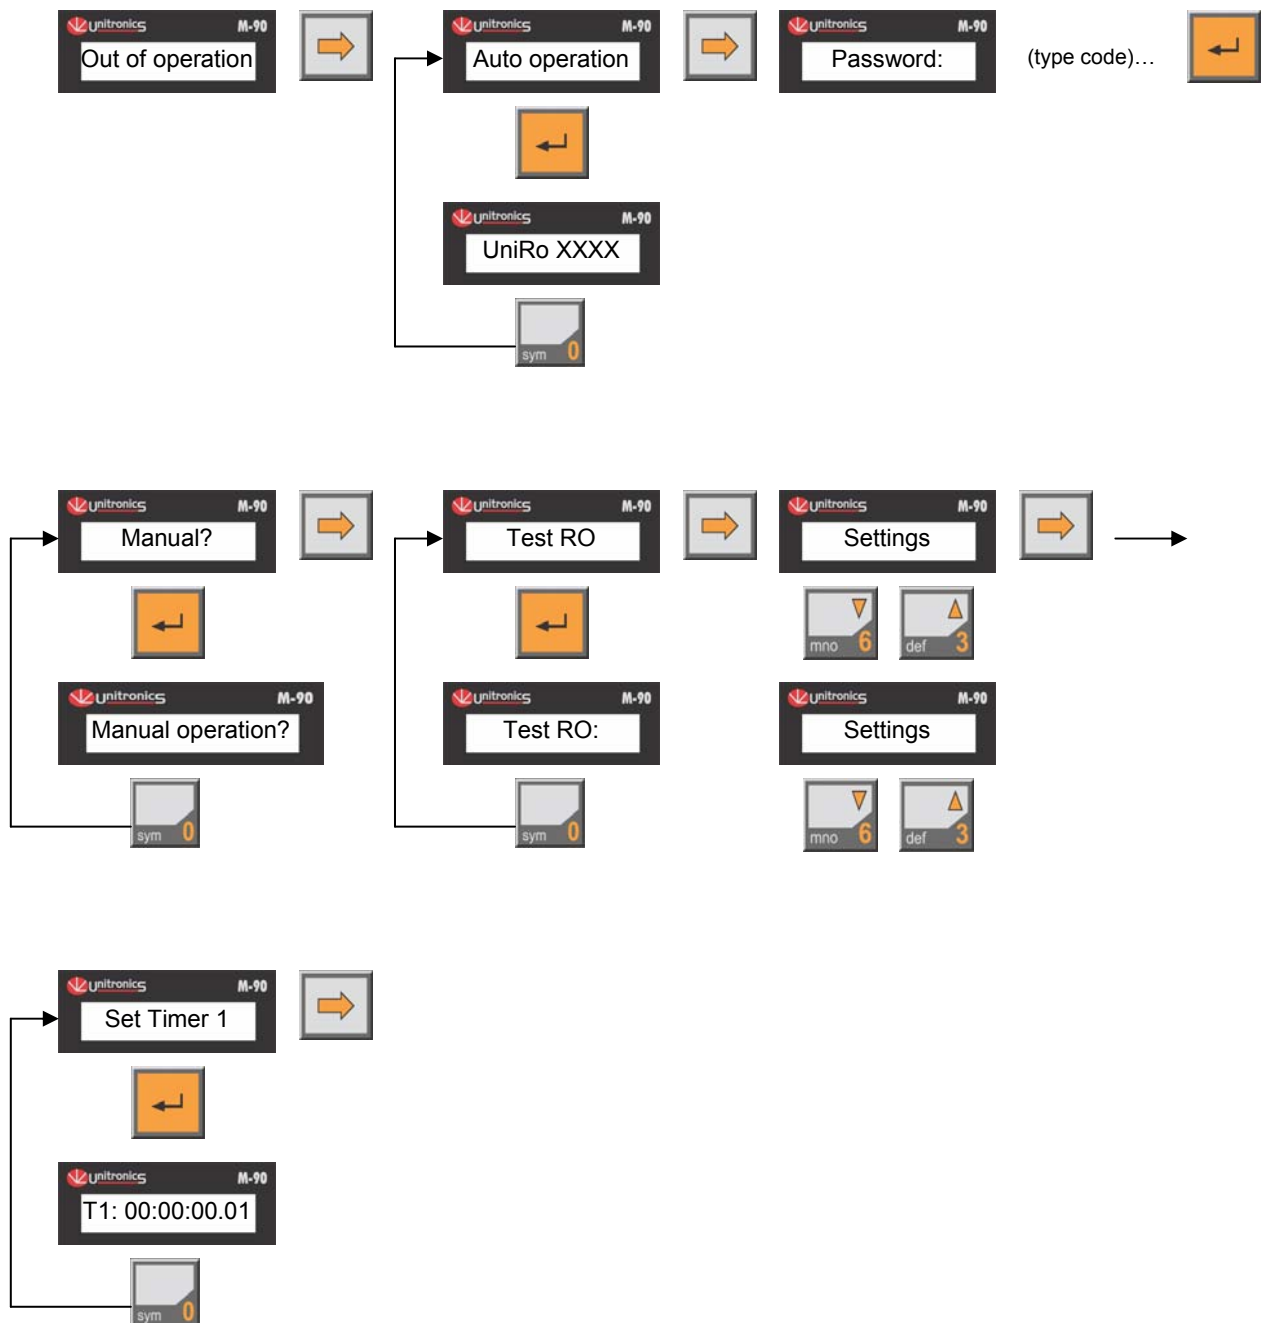 Unitronics M-90 Unitronics M-90 Unitronics M-90
Out of operation Auto operation Password: (type code)…
Unitronics M-90
UniRo XXXX
sym 0
Unitronics M-90 Unitronics M-90 Unitronics M-90
Manual? Test RO Settings
mno 6 def 3
Unitronics M-90 Unitronics M-90 Unitronics M-90
Manual operation? Test RO: Settings
sym 0 sym 0 mno 6 def 3
Unitronics M-90
Set Timer 1
Unitronics M-90
T1: 00:00:00.01
sym 0